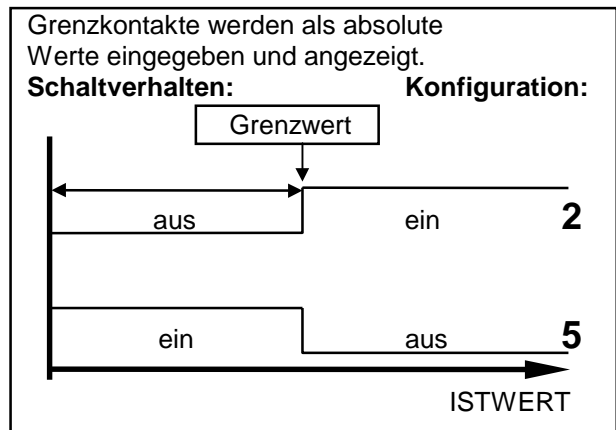 Grenzkontakte werden als absolute
Werte eingegeben und angezeigt.
Schaltverhalten: Konfiguration:
Grenzwert
aus ein 2
ein aus 5
ISTWERT